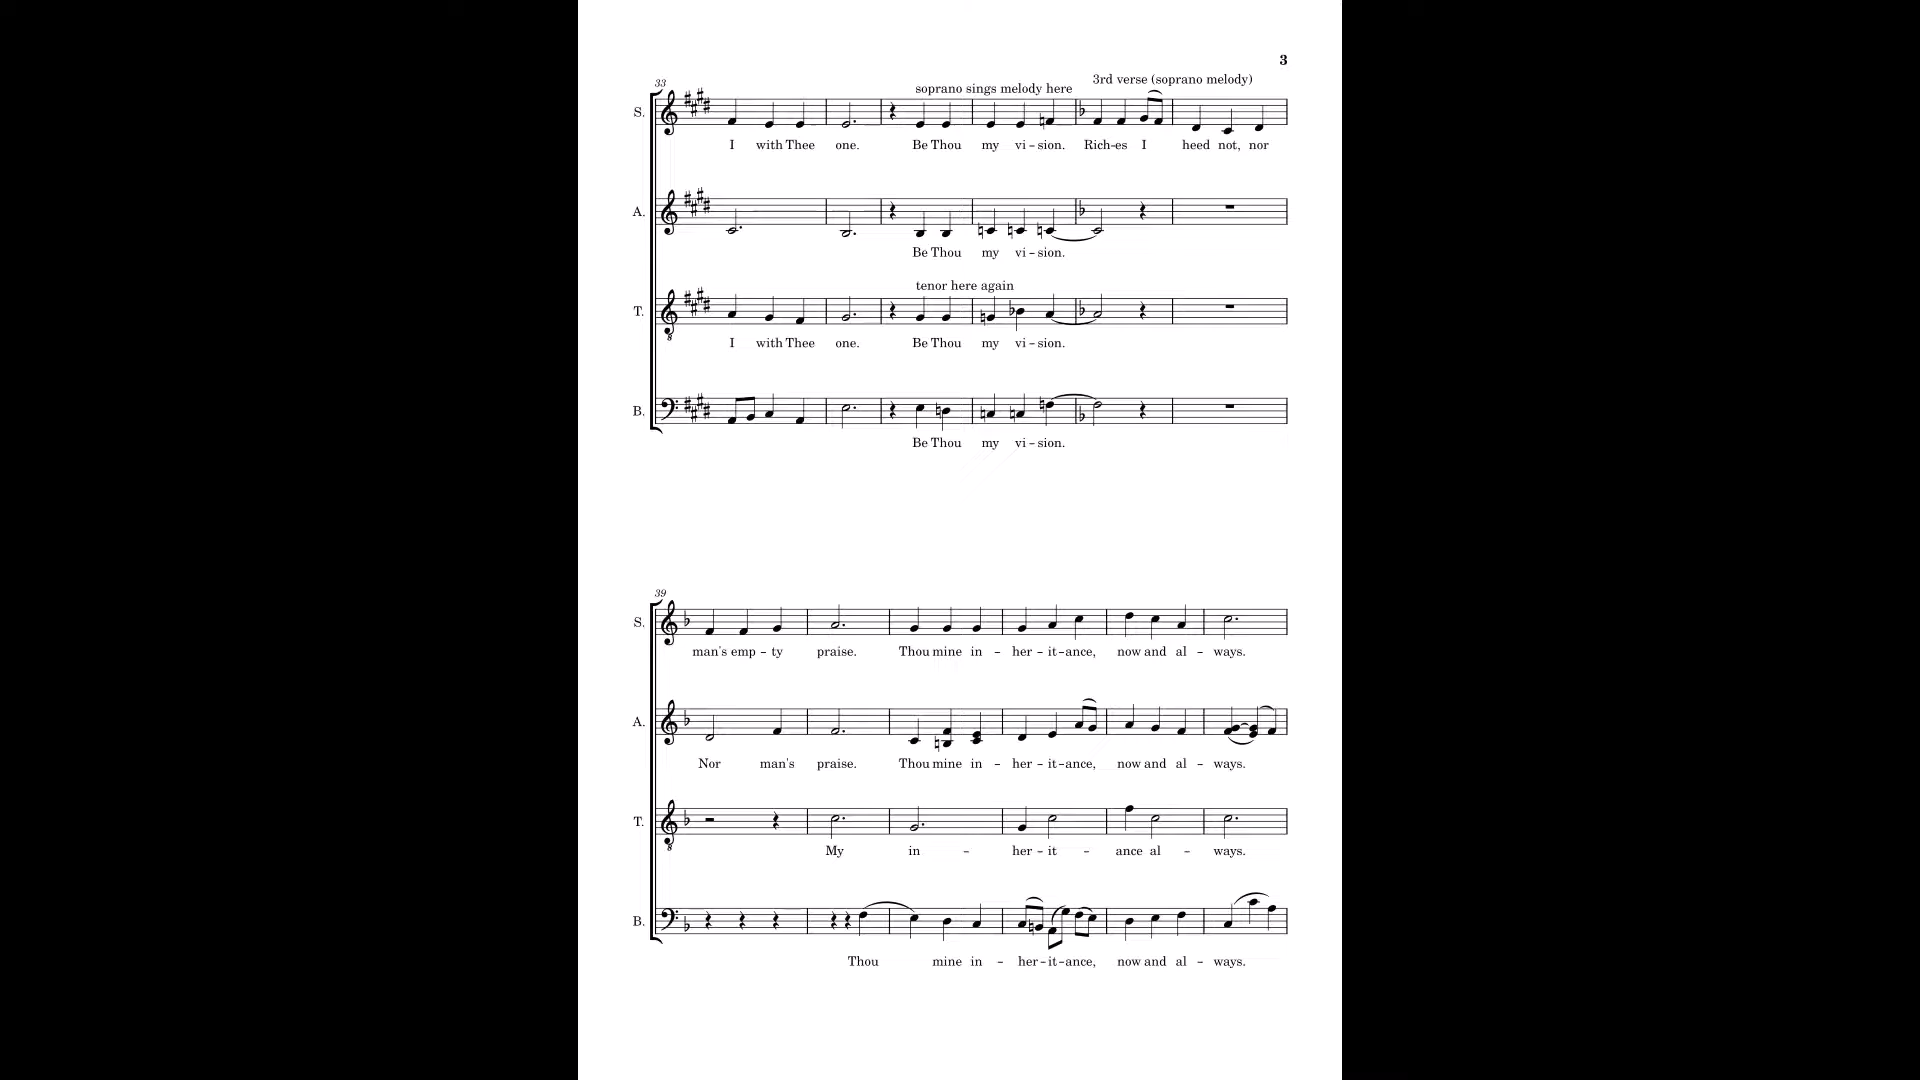 3
3rd verse (soprano melody)
33
soprano sings melody here
S.
I with Thee one. Be Thou my vi – sion. Rich–es I heed not, nor
A.
Be Thou my vi – sion.
tenor here again
T.
8
I with Thee one. Be Thou my vi – sion.
B.
Be Thou my vi – sion.
39
S.
man's emp – ty praise. Thou mine in – her – it – ance, now and al – ways.
A.
Nor man's praise. Thou mine in – her – it – ance, now and al – ways.
T.
8
My in – her – it – ance al – ways.
B.
Thou mine in – her – it – ance, now and al – ways.